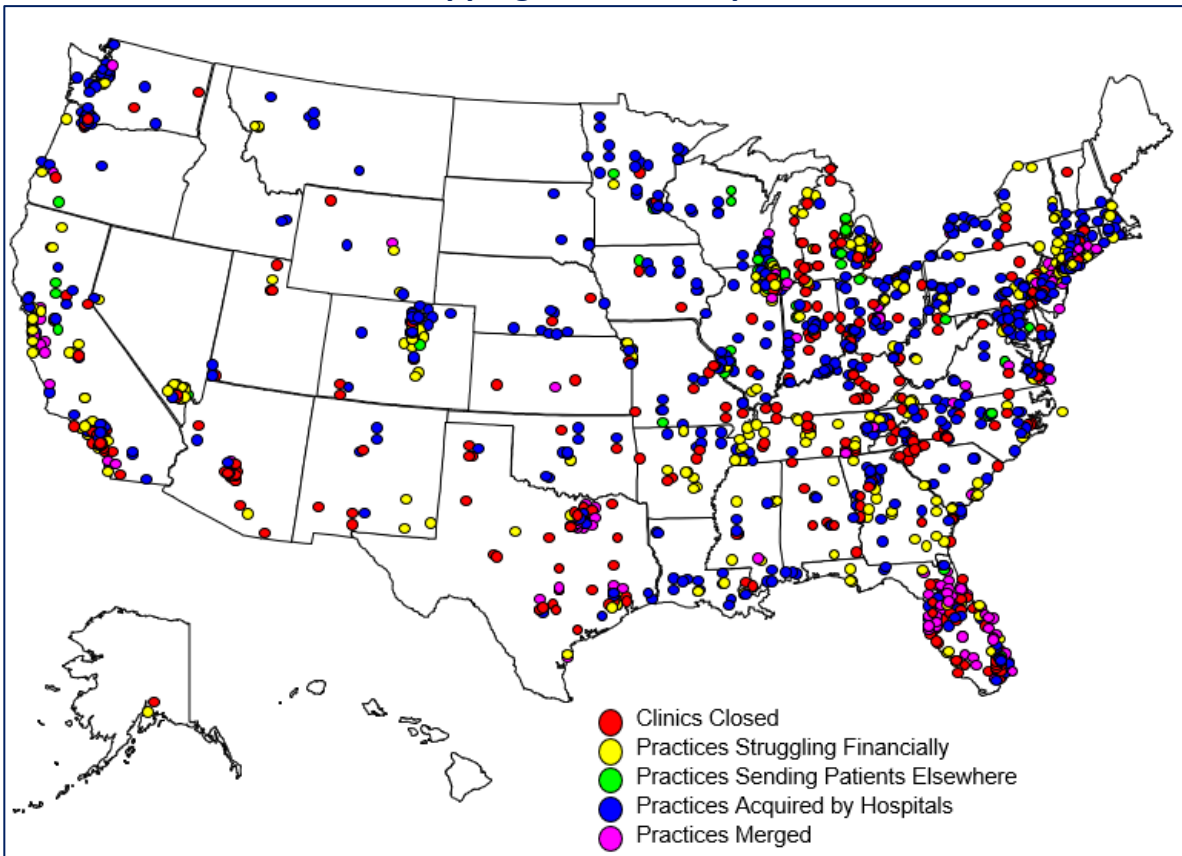 Clinics Closed
Practices Struggling Financially
Practices Sending Patients Elsewhere
Practices Acquired by Hospitals
Practices Merged